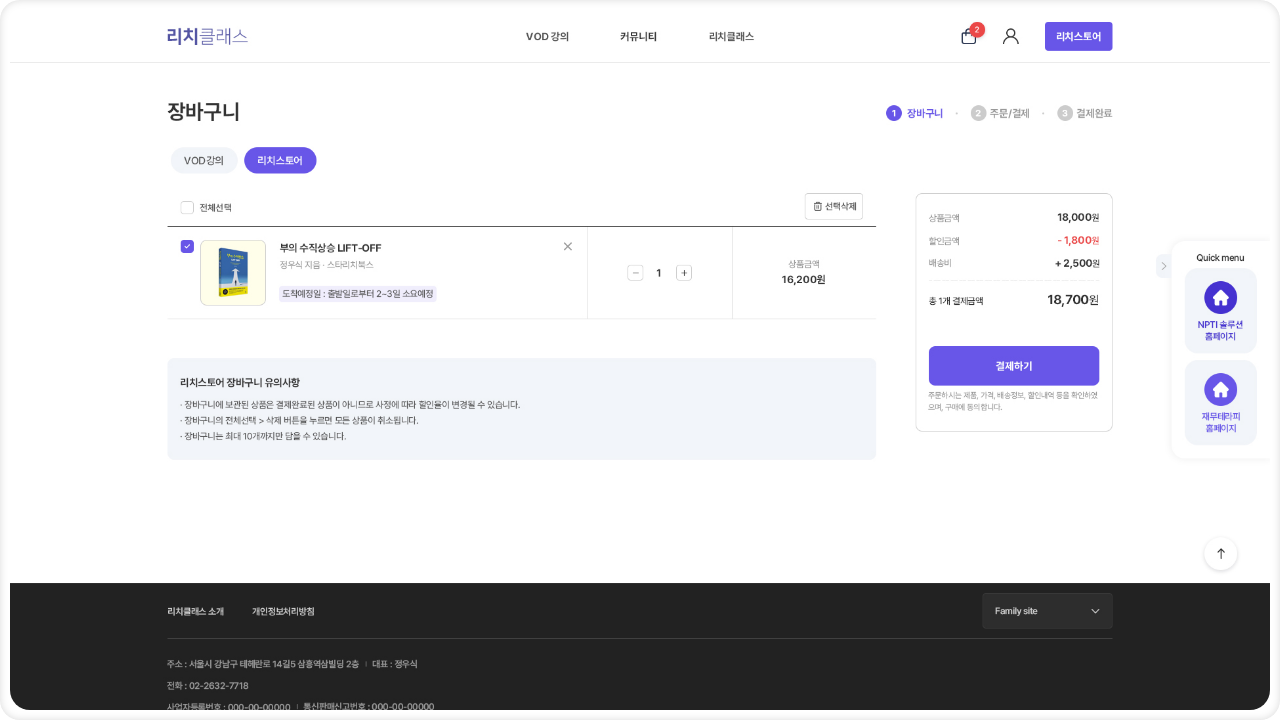 리치클래스
VOD 강의
커뮤니티
리치클래스
2
리치스토어
장바구니
1 장바구니 · 2 주문/결제 · 3 결제완료
VOD강의
리치스토어
전체선택
선택삭제
부의 수직상승 LIFT-OFF
정우식 지음 · 스타리치북스
도착예정일 : 출발일로부터 2~3일 소요예정
1
상품금액
16,200원
상품금액 18,000원
할인금액 - 1,800원
배송비 + 2,500원
총 1개 결제금액 18,700원
결제하기
주문하시는 제품, 가격, 배송정보, 할인내역 등을 확인하였
으며, 구매에 동의합니다.
Quick menu
NPTI 솔루션
홈페이지
재무테라피
홈페이지
리치스토어 장바구니 유의사항
· 장바구니에 보관된 상품은 결제완료된 상품이 아니므로 사정에 따라 할인율이 변경될 수 있습니다.
· 장바구니의 전체선택 > 삭제 버튼을 누르면 모든 상품이 취소됩니다.
· 장바구니는 최대 10개까지만 담을 수 있습니다.
리치클래스 소개
개인정보처리방침
Family site
주소 : 서울시 강남구 테헤란로 14길5 삼흥역삼빌딩 2층 | 대표 : 정우식
전화 : 02-2632-7718
사업자등록번호 : 000-00-00000 | 통신판매신고번호 : 000-00-00000